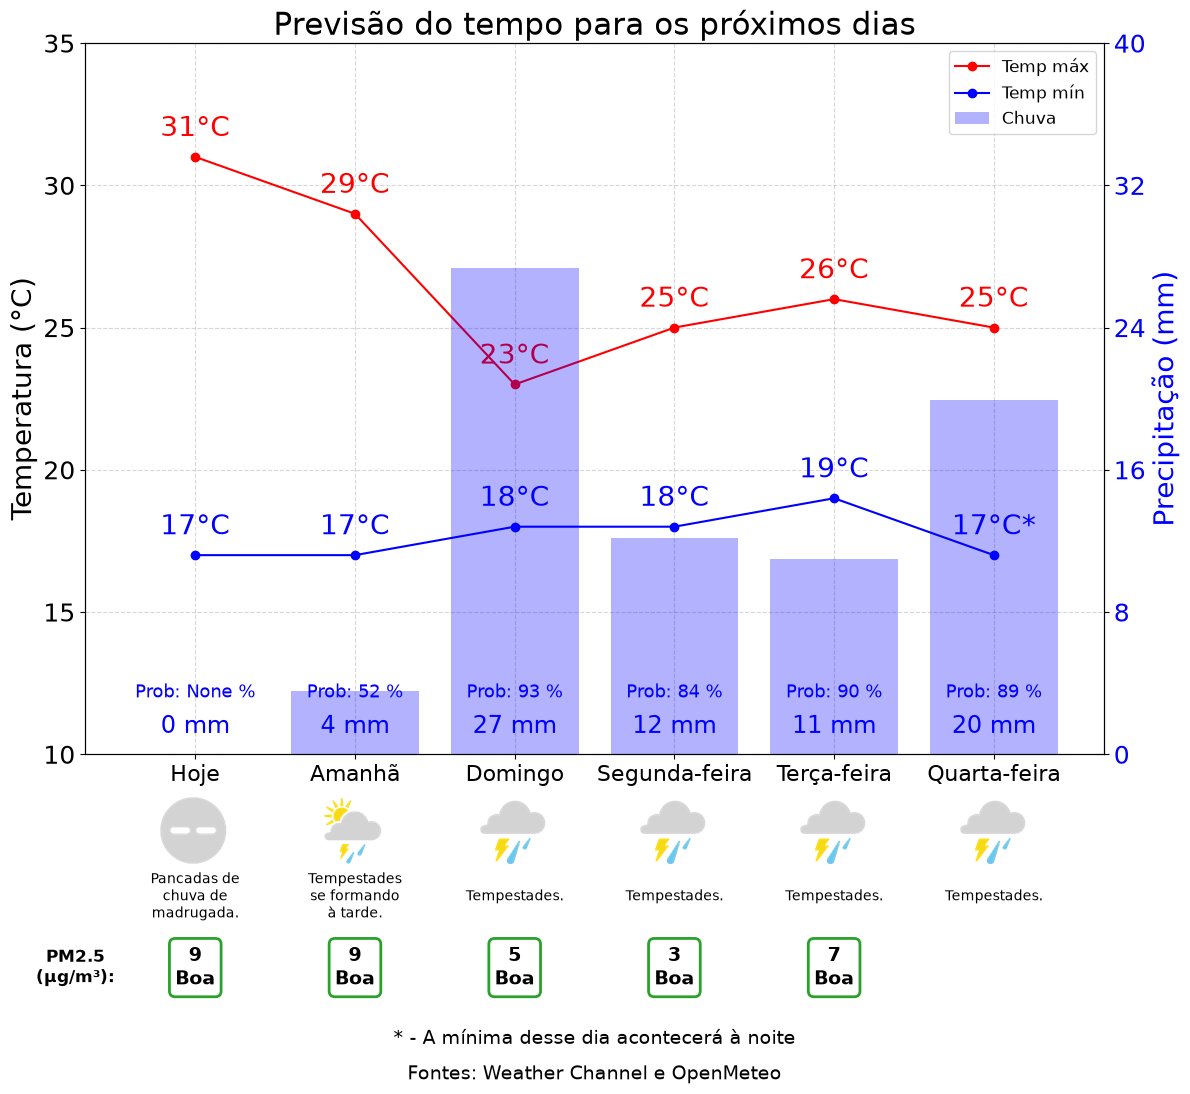 Previsão do tempo para os próximos dias
35
30
25
20
15
10
Temperatura (°C)
40
32
24
16
8
0
Precipitação (mm)
Temp máx
Temp mín
Chuva
31°C
29°C
23°C
25°C
26°C
25°C
17°C
17°C
18°C
18°C
19°C
17°C*
Prob: None %
Prob: 52 %
Prob: 93 %
Prob: 84 %
Prob: 90 %
Prob: 89 %
0 mm
4 mm
27 mm
12 mm
11 mm
20 mm
Hoje
Amanhã
Domingo
Segunda-feira
Terça-feira
Quarta-feira
Pancadas de
chuva de
madrugada.
Tempestades
se formando
à tarde.
Tempestades.
Tempestades.
Tempestades.
Tempestades.
PM2.5
(µg/m³):
9
Boa
9
Boa
5
Boa
3
Boa
7
Boa
* - A mínima desse dia acontecerá à noite
Fontes: Weather Channel e OpenMeteo